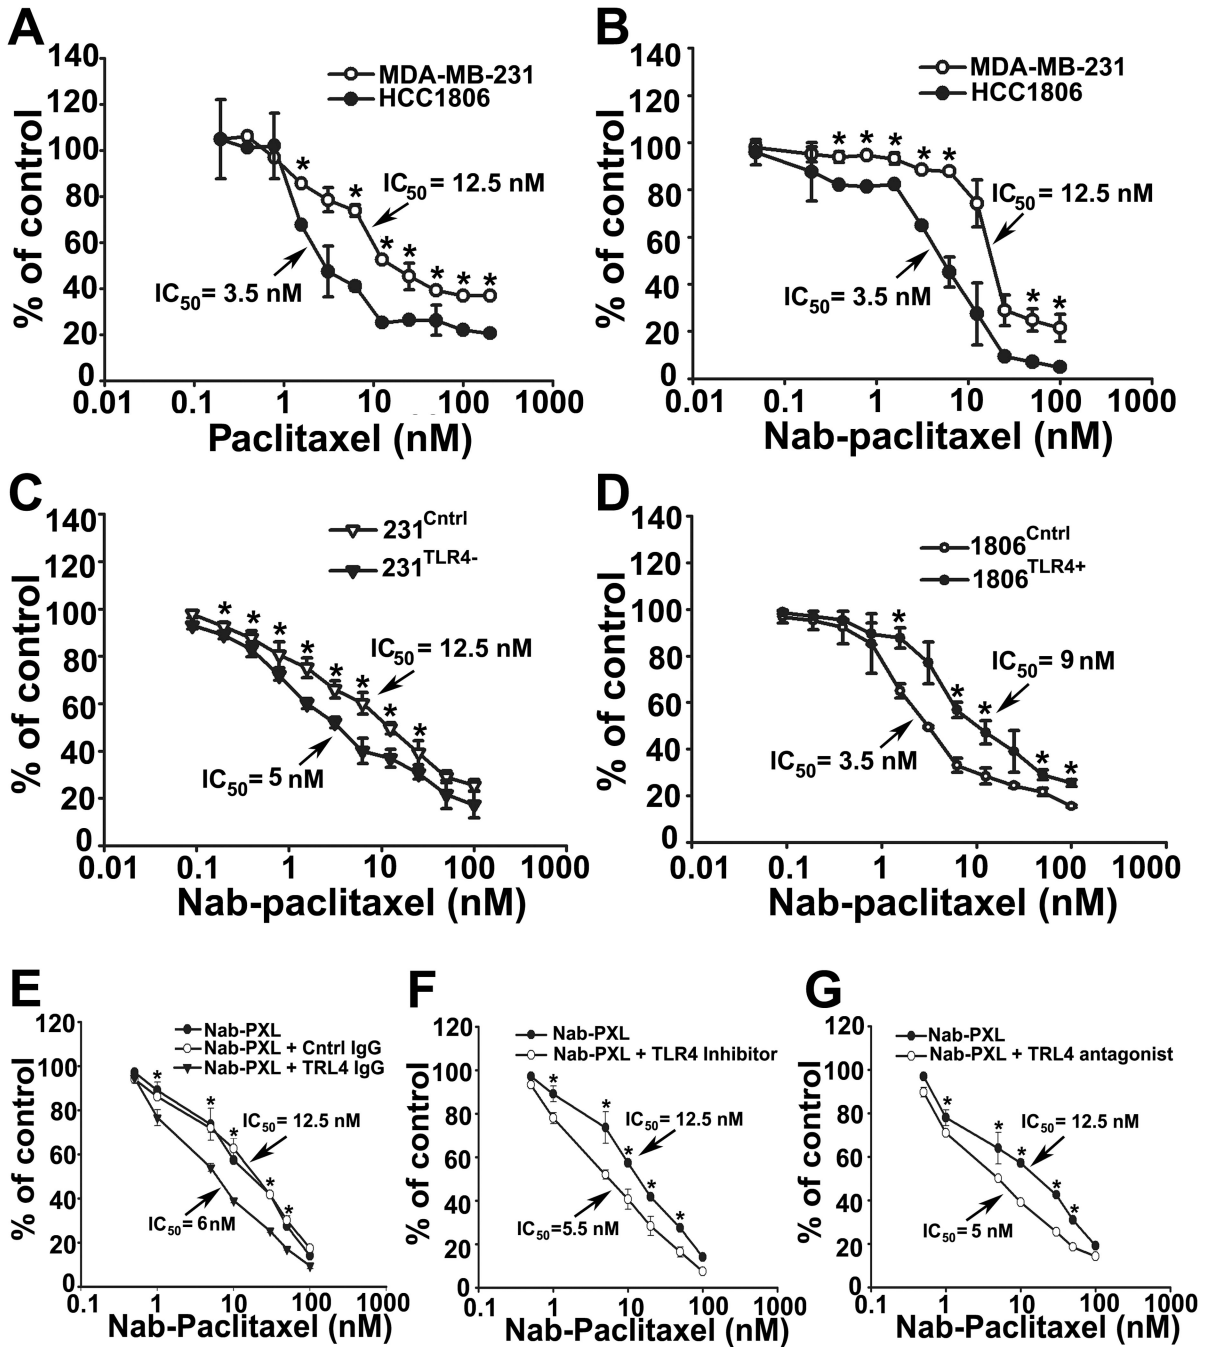 A
140
120
100
80
60
40
20
0
% of control
MDA-MB-231
HCC1806
* * * * * * *
IC50 = 12.5 nM
IC50 = 3.5 nM
0.01 0.1 1 10 100 1000
Paclitaxel (nM)
B
140
120
100
80
60
40
20
0
% of control
MDA-MB-231
HCC1806
* * * * * * *
IC50 = 12.5 nM
IC50 = 3.5 nM
0.01 0.1 1 10 100 1000
Nab-paclitaxel (nM)
C
140
120
100
80
60
40
20
0
% of control
231Cntrl
231TLR4-
* * * * * * * *
IC50 = 12.5 nM
IC50 = 5 nM
0.01 0.1 1 10 100 1000
Nab-paclitaxel (nM)
D
140
120
100
80
60
40
20
0
% of control
1806Cntrl
1806TLR4+
* * * * *
IC50 = 9 nM
IC50 = 3.5 nM
0.01 0.1 1 10 100 1000
Nab-paclitaxel (nM)
E
120
100
80
60
40
20
0
% of control
Nab-PXL
Nab-PXL + Cntrl IgG
Nab-PXL + TRL4 IgG
* * * * *
IC50 = 12.5 nM
IC50 = 6 nM
0.1 1 10 100 1000
Nab-Paclitaxel (nM)
F
120
100
80
60
40
20
0
% of control
Nab-PXL
Nab-PXL + TLR4 Inhibitor
* * * * *
IC50 = 12.5 nM
IC50 =5.5 nM
0.1 1 10 100 1000
Nab-Paclitaxel (nM)
G
120
100
80
60
40
20
0
% of control
Nab-PXL
Nab-PXL + TRL4 antagonist
* * * * *
IC50 = 12.5 nM
IC50 = 5 nM
0.1 1 10 100 1000
Nab-Paclitaxel (nM)